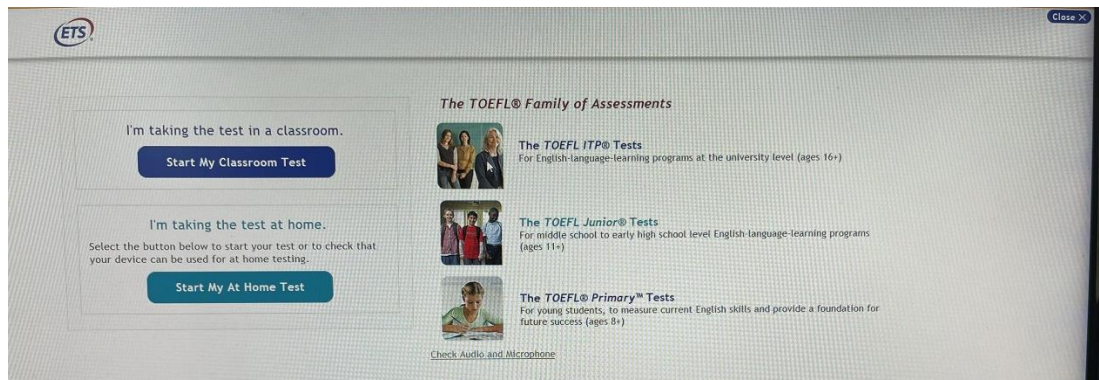 ETS
Close X
I'm taking the test in a classroom.
Start My Classroom Test
I'm taking the test at home.
Select the button below to start your test or to check that
your device can be used for at home testing.
Start My At Home Test
The TOEFL® Family of Assessments
The TOEFL ITP® Tests
For English-language-learning programs at the university level (ages 16+)
The TOEFL Junior® Tests
For middle school to early high school level English-language-learning programs
(ages 11+)
The TOEFL® Primary™ Tests
For young students, to measure current English skills and provide a foundation for
future success (ages 8+)
Check Audio and Microphone